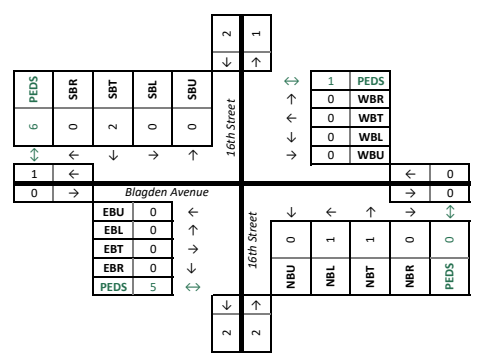 2 1
↓ ↑
PEDS SBR SBT SBL SBU
6 0 2 0 0
↕ ← ↓ → ↑
16th Street
↔ 1 PEDS
↑ 0 WBR
← 0 WBT
↓ 0 WBL
→ 0 WBU
1 ←
0 →
← 0
→ 0
Blagden Avenue
EBU 0 ←
EBL 0 ↑
EBT 0 →
EBR 0 ↓
PEDS 5 ↔
16th Street
↓ ← ↑ → ↕
0 1 1 0 0
NBU NBL NBT NBR PEDS
↓ ↑
2 2